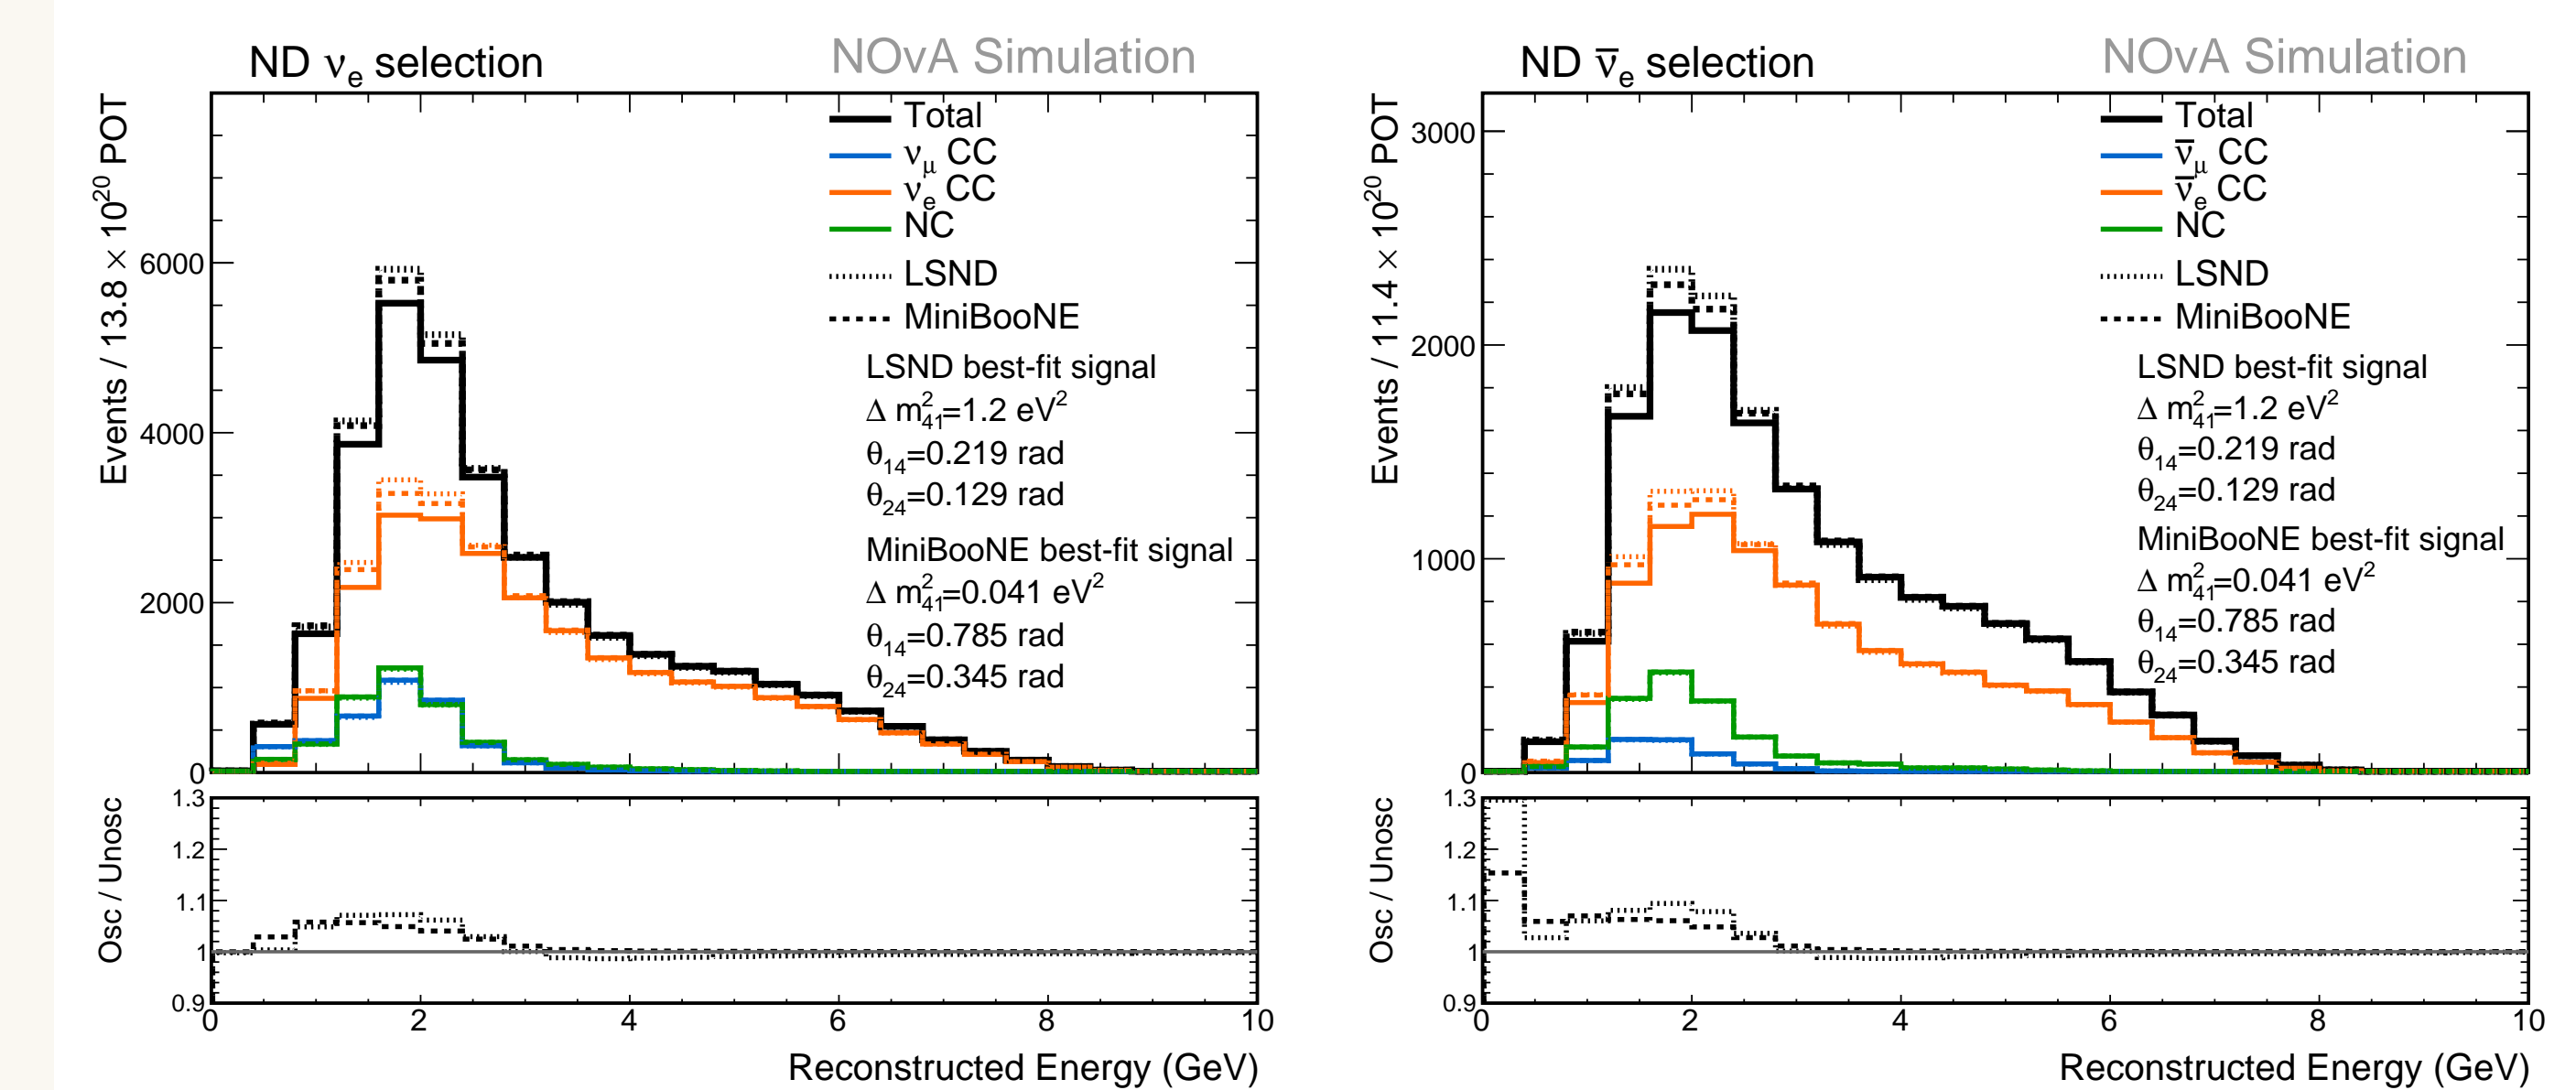 ND νe selection
NOvA Simulation
Events / 13.8 × 10^20 POT
6000
4000
2000
0
Total
νμ CC
νe CC
NC
LSND
MiniBooNE
LSND best-fit signal
Δ m²41=1.2 eV²
θ14=0.219 rad
θ24=0.129 rad
MiniBooNE best-fit signal
Δ m²41=0.041 eV²
θ14=0.785 rad
θ24=0.345 rad
Osc / Unosc
1.3
1.2
1.1
1
0.9
0 2 4 6 8 10
Reconstructed Energy (GeV)
ND ν̅e selection
NOvA Simulation
Events / 11.4 × 10^20 POT
3000
2000
1000
0
Total
ν̅μ CC
ν̅e CC
NC
LSND
MiniBooNE
LSND best-fit signal
Δ m²41=1.2 eV²
θ14=0.219 rad
θ24=0.129 rad
MiniBooNE best-fit signal
Δ m²41=0.041 eV²
θ14=0.785 rad
θ24=0.345 rad
Osc / Unosc
1.3
1.2
1.1
1
0.9
0 2 4 6 8 10
Reconstructed Energy (GeV)